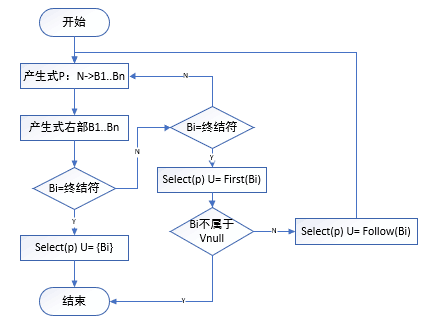 开始
产生式P：N->B1..Bn
N
产生式右部B1..Bn
Bi=终结符
N
Y
Bi=终结符
Y
Select(p) U= First(Bi)
Bi不属于
Vnull
N
Select(p) U= Follow(Bi)
Select(p) U= {Bi}
结束
Y